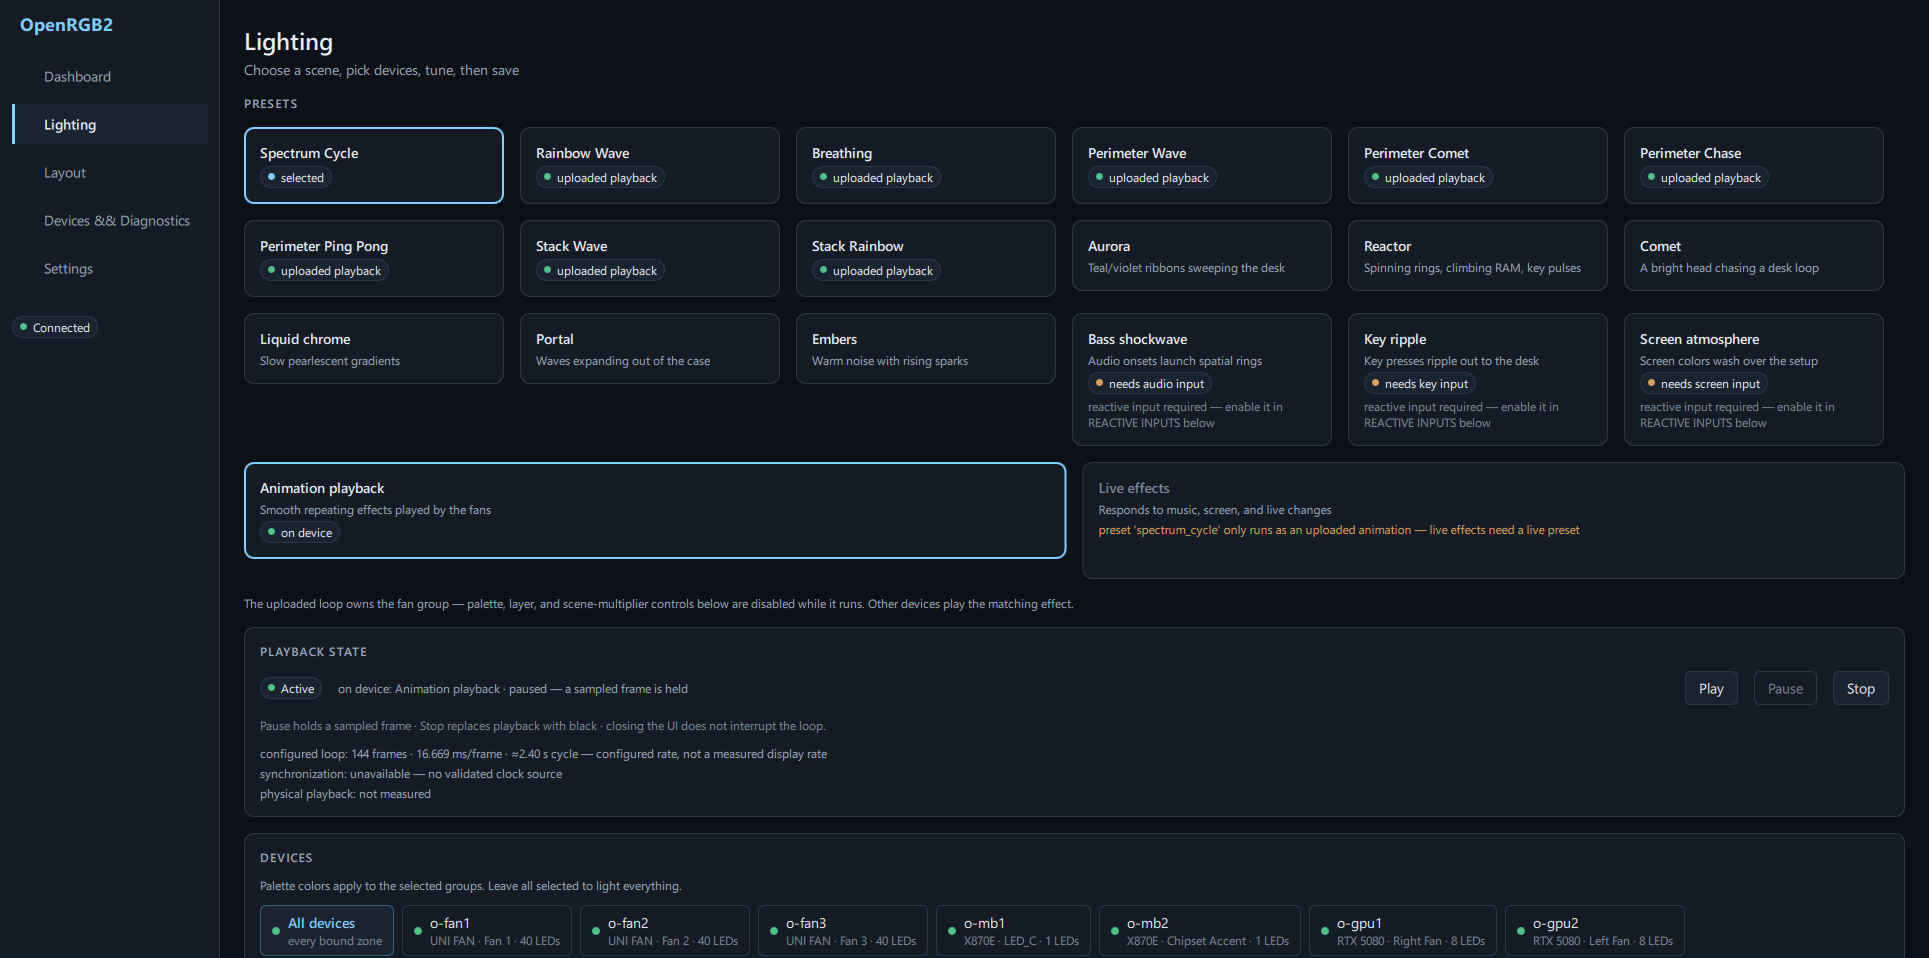 OpenRGB2
Dashboard
Lighting
Layout
Devices && Diagnostics
Settings
Connected
Lighting
Choose a scene, pick devices, tune, then save
PRESETS
Spectrum Cycle
selected
Rainbow Wave
uploaded playback
Breathing
uploaded playback
Perimeter Wave
uploaded playback
Perimeter Comet
uploaded playback
Perimeter Chase
uploaded playback
Perimeter Ping Pong
uploaded playback
Stack Wave
uploaded playback
Stack Rainbow
uploaded playback
Aurora
Teal/violet ribbons sweeping the desk
Reactor
Spinning rings, climbing RAM, key pulses
Comet
A bright head chasing a desk loop
Liquid chrome
Slow pearlescent gradients
Portal
Waves expanding out of the case
Embers
Warm noise with rising sparks
Bass shockwave
Audio onsets launch spatial rings
needs audio input
reactive input required — enable it in
REACTIVE INPUTS below
Key ripple
Key presses ripple out to the desk
needs key input
reactive input required — enable it in
REACTIVE INPUTS below
Screen atmosphere
Screen colors wash over the setup
needs screen input
reactive input required — enable it in
REACTIVE INPUTS below
Animation playback
Smooth repeating effects played by the fans
on device
Live effects
Responds to music, screen, and live changes
preset 'spectrum_cycle' only runs as an uploaded animation — live effects need a live preset
The uploaded loop owns the fan group — palette, layer, and scene-multiplier controls below are disabled while it runs. Other devices play the matching effect.
PLAYBACK STATE
Active
on device: Animation playback · paused — a sampled frame is held
Play
Pause
Stop
Pause holds a sampled frame · Stop replaces playback with black · closing the UI does not interrupt the loop.
configured loop: 144 frames · 16.669 ms/frame · ≈2.40 s cycle — configured rate, not a measured display rate
synchronization: unavailable — no validated clock source
physical playback: not measured
DEVICES
Palette colors apply to the selected groups. Leave all selected to light everything.
All devices
every bound zone
o-fan1
UNI FAN · Fan 1 · 40 LEDs
o-fan2
UNI FAN · Fan 2 · 40 LEDs
o-fan3
UNI FAN · Fan 3 · 40 LEDs
o-mb1
X870E · LED_C · 1 LEDs
o-mb2
X870E · Chipset Accent · 1 LEDs
o-gpu1
RTX 5080 · Right Fan · 8 LEDs
o-gpu2
RTX 5080 · Left Fan · 8 LEDs